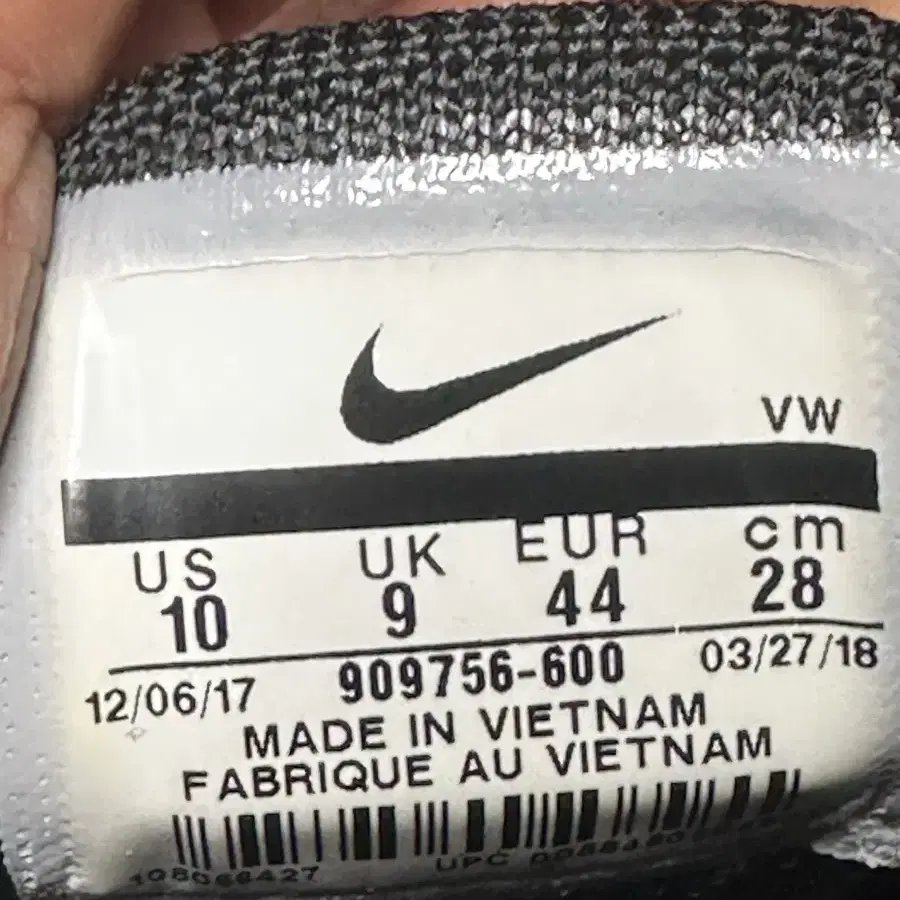 VW
US UK EUR cm
10 9 44 28
12/06/17 909756-600 03/27/18
MADE IN VIETNAM
FABRIQUE AU VIETNAM
UPC